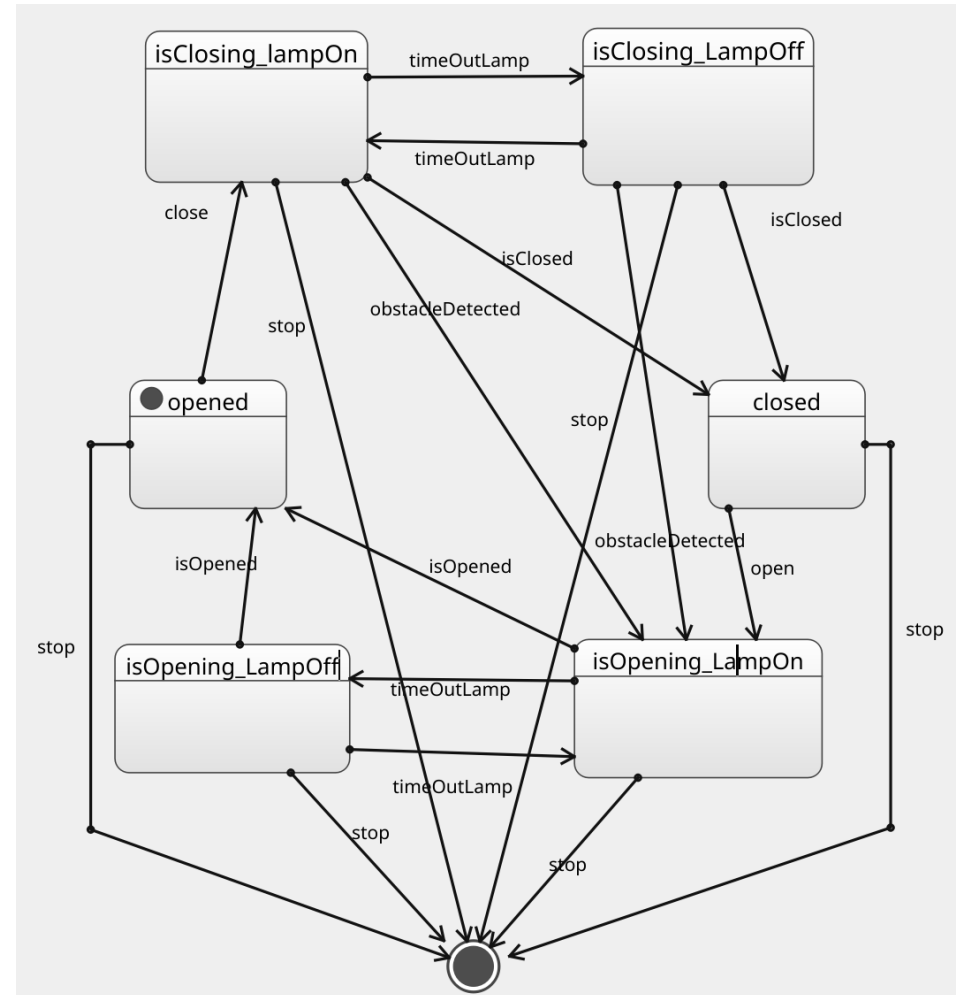 isClosing_lampOn
isClosing_LampOff
timeOutLamp
timeOutLamp
close
isClosed
isClosed
obstacleDetected
stop
opened
closed
stop
obstacleDetected
isOpened
isOpened
open
stop
stop
isOpening_LampOff
isOpening_LampOn
timeOutLamp
timeOutLamp
stop
stop